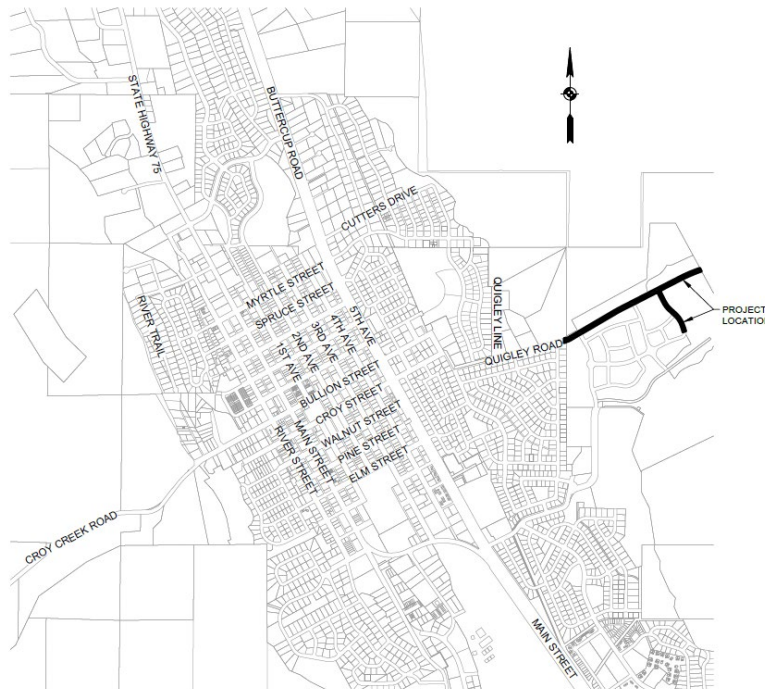 STATE HIGHWAY 75
BUTTERCUP ROAD
CUTTERS DRIVE
MYRTLE STREET
SPRUCE STREET
RIVER TRAIL
QUIGLEY LINE
5TH AVE
4TH AVE
3RD AVE
2ND AVE
1ST AVE
PROJECT
LOCATION
QUIGLEY ROAD
BULLION STREET
CROY STREET
WALNUT STREET
PINE STREET
ELM STREET
MAIN STREET
RIVER STREET
CROY CREEK ROAD
MAIN STREET